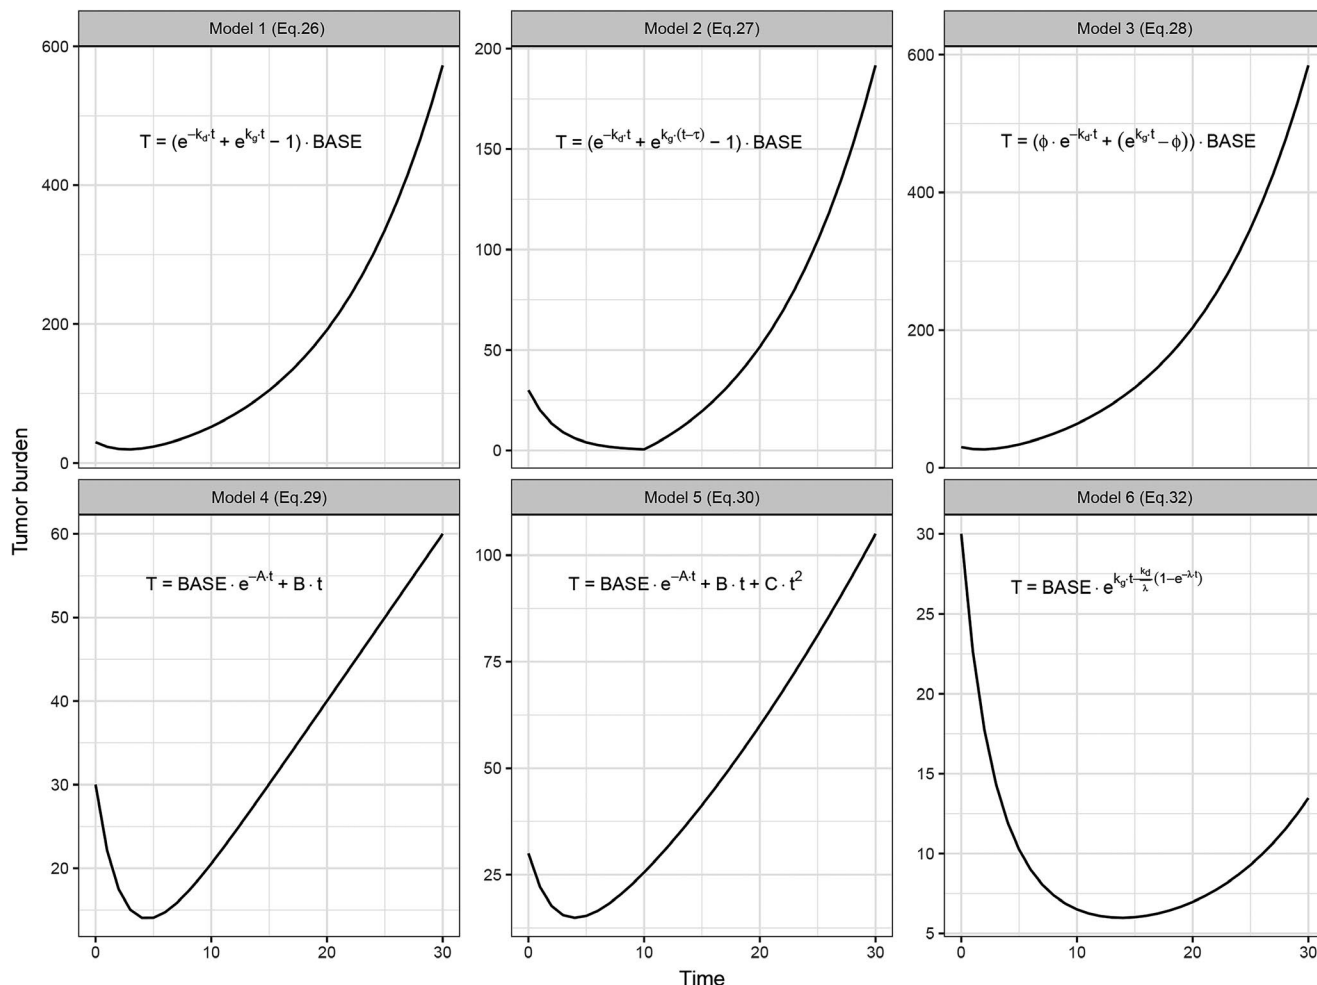 Model 1 (Eq.26)
Model 2 (Eq.27)
Model 3 (Eq.28)
600
400
200
0
T = (e^{−k_d·t} + e^{k_g·t} − 1) · BASE
200
150
100
50
0
T = (e^{−k_d·t} + e^{k_g·(t−τ)} − 1) · BASE
600
400
200
0
T = (ϕ · e^{−k_d·t} + (e^{k_g·t} − ϕ)) · BASE
Tumor burden
Model 4 (Eq.29)
Model 5 (Eq.30)
Model 6 (Eq.32)
60
50
40
30
20
T = BASE · e^{−A·t} + B · t
0 10 20 30
100
75
50
25
T = BASE · e^{−A·t} + B · t + C · t²
0 10 20 30
30
25
20
15
10
5
T = BASE · e^{k_g·t−\frac{k_d}{λ}(1−e^{−λ·t})}
0 10 20 30
Time